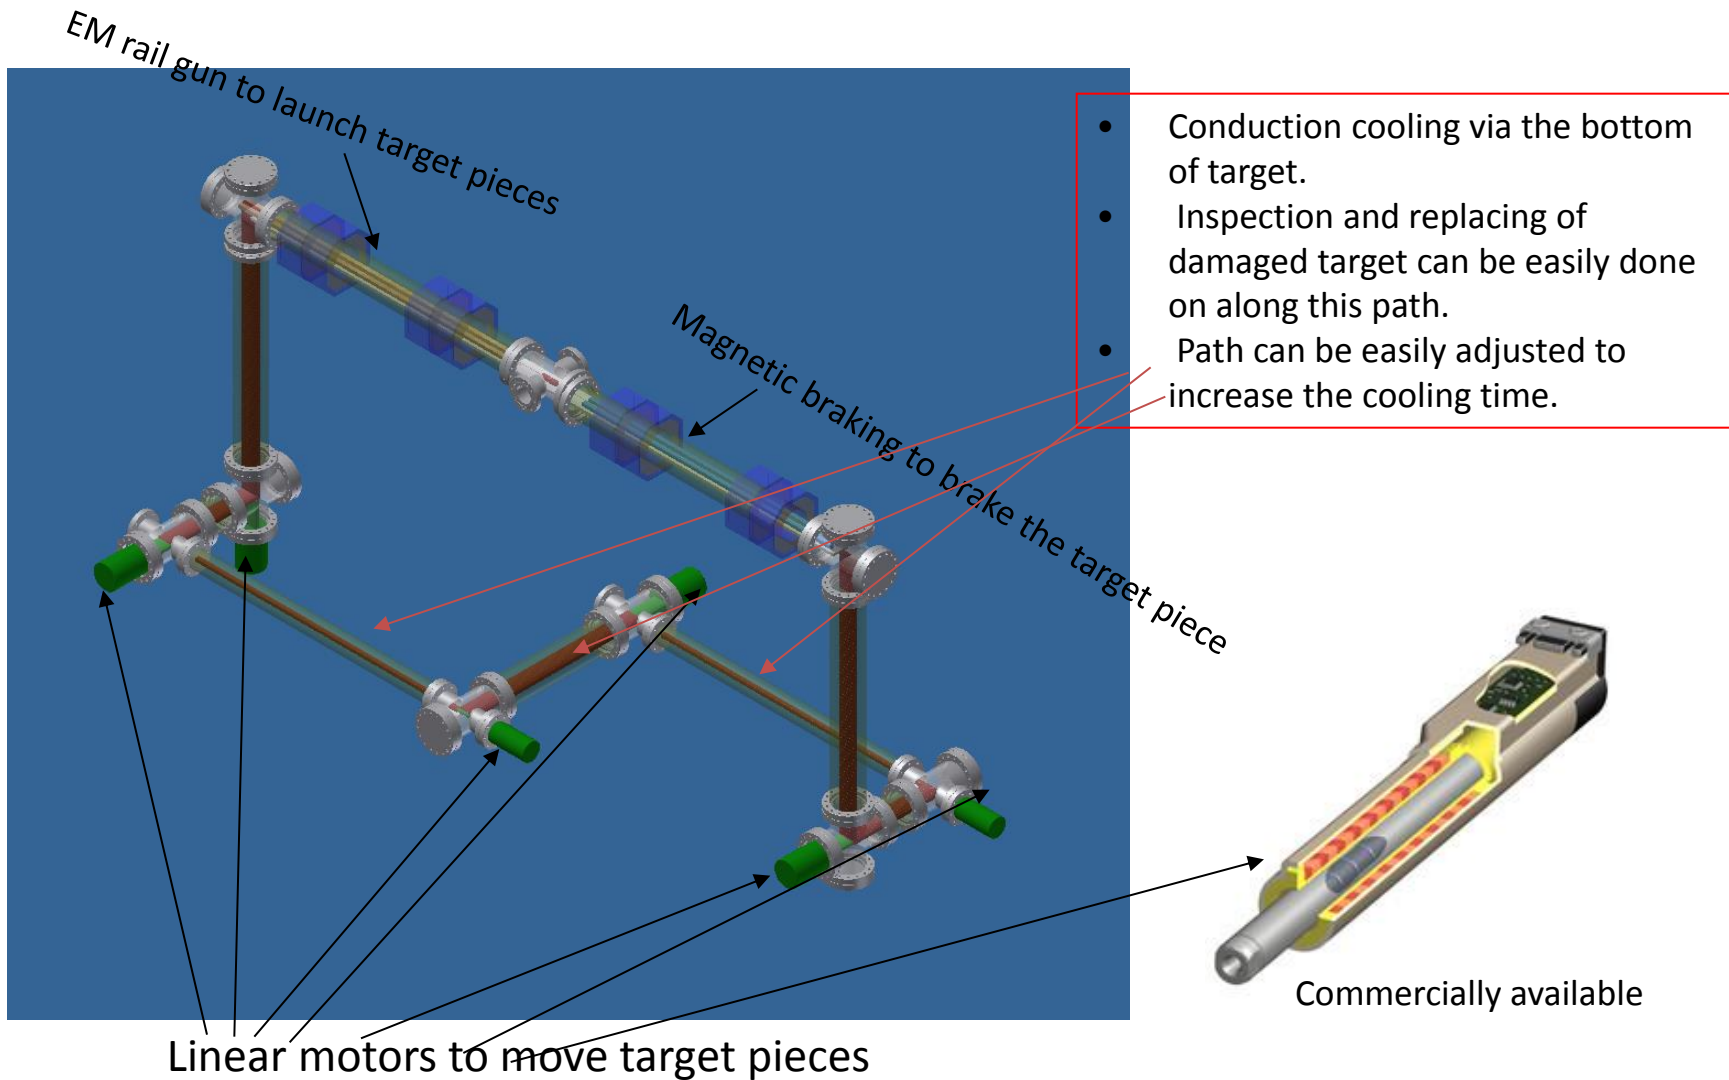 EM rail gun to launch target pieces
Magnetic braking to brake the target piece
• Conduction cooling via the bottom
of target.
• Inspection and replacing of
damaged target can be easily done
on along this path.
• Path can be easily adjusted to
increase the cooling time.
Commercially available
Linear motors to move target pieces